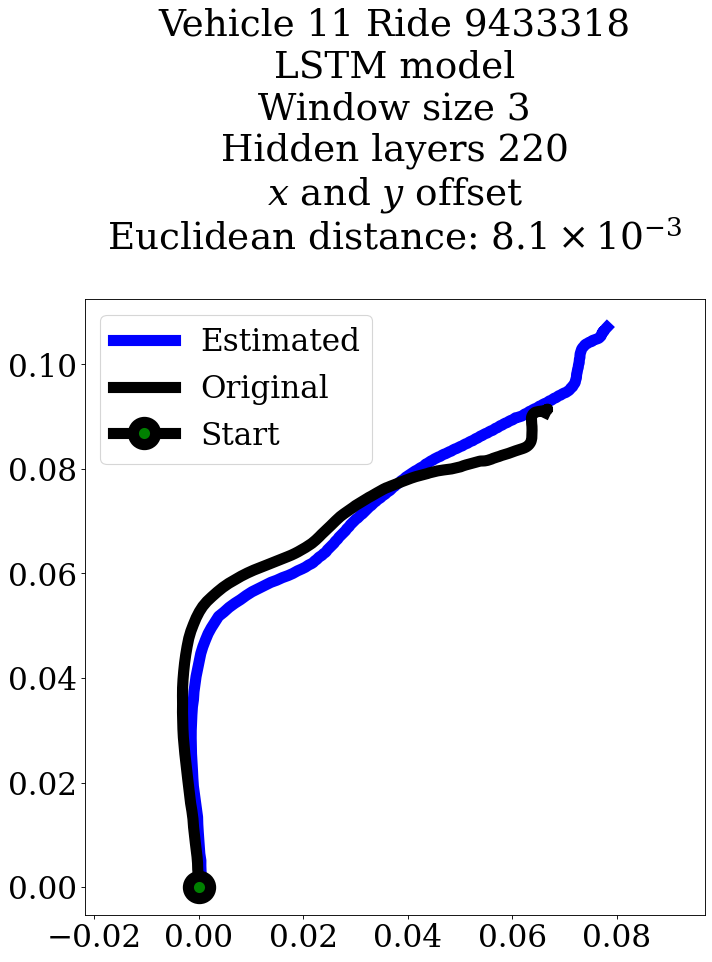 Vehicle 11 Ride 9433318
LSTM model
Window size 3
Hidden layers 220
x and y offset
Euclidean distance: 8.1 × 10⁻³
Estimated
Original
Start
0.10
0.08
0.06
0.04
0.02
0.00
−0.02 0.00 0.02 0.04 0.06 0.08